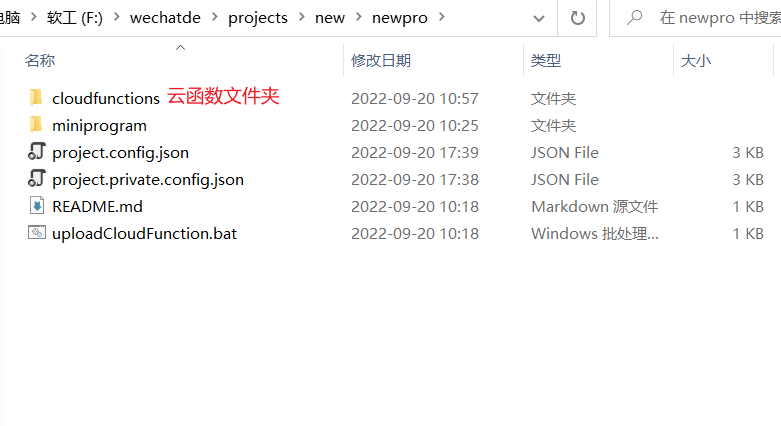 电脑 > 软工 (F:) > wechatde > projects > new > newpro > 在 newpro 中搜索
名称 修改日期 类型 大小
cloudfunctions 云函数文件夹 2022-09-20 10:57 文件夹
miniprogram 2022-09-20 10:25 文件夹
project.config.json 2022-09-20 17:39 JSON File 3 KB
project.private.config.json 2022-09-20 17:38 JSON File 3 KB
README.md 2022-09-20 10:18 Markdown 源文件 1 KB
uploadCloudFunction.bat 2022-09-20 10:18 Windows 批处理... 1 KB